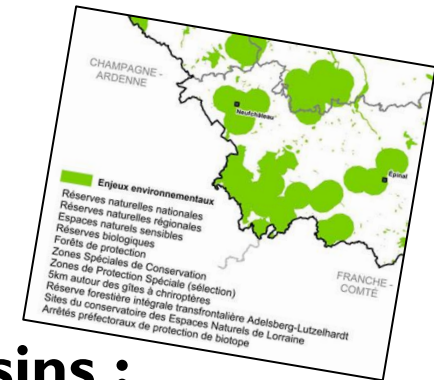 CHAMPAGNE -
ARDENNE
Neufchâteau
Epinal
Enjeux environnementaux
Réserves naturelles nationales
Réserves naturelles régionales
Espaces naturels sensibles
Réserves biologiques
Forêts de protection
Zones Spéciales de Conservation
Zones de Protection Spéciale (sélection)
5km autour des gîtes à chriroptères
Réserve forestière intégrale transfrontalière Adelsberg-Lutzelhardt
Sites du conservatoire des Espaces Naturels de Lorraine
Arrêtés préfectoraux de protection de biotope
FRANCHE -
COMTÉ
sins :